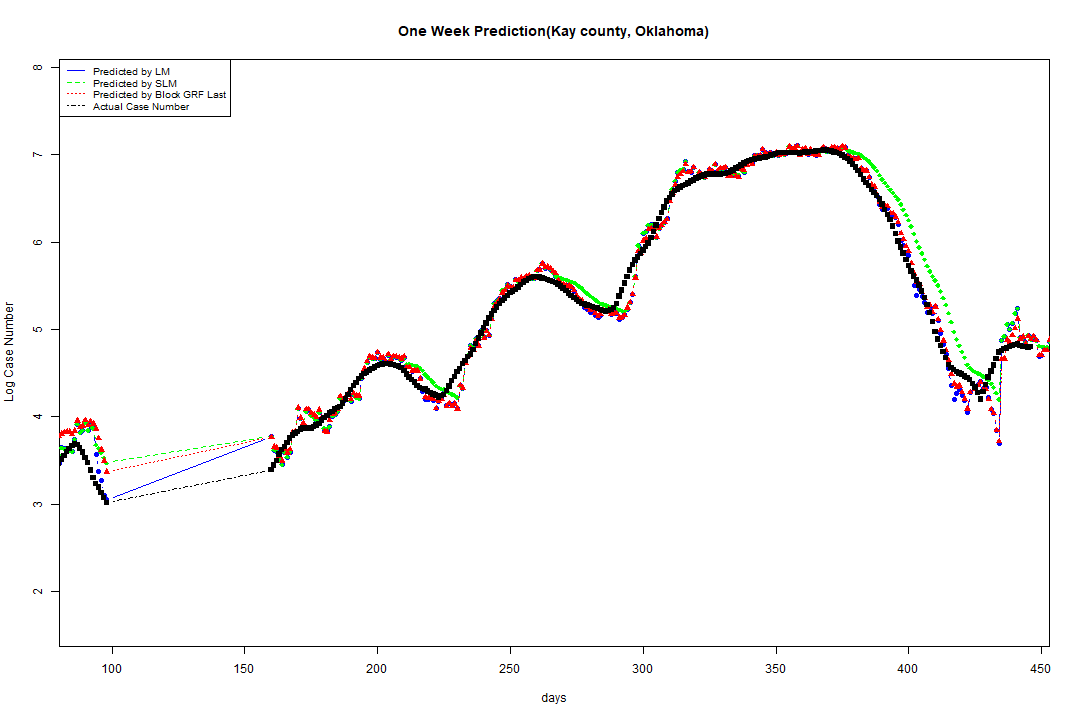 One Week Prediction(Kay county, Oklahoma)
Predicted by LM
Predicted by SLM
Predicted by Block GRF Last
Actual Case Number
8
7
6
5
4
3
2
Log Case Number
100 150 200 250 300 350 400 450
days